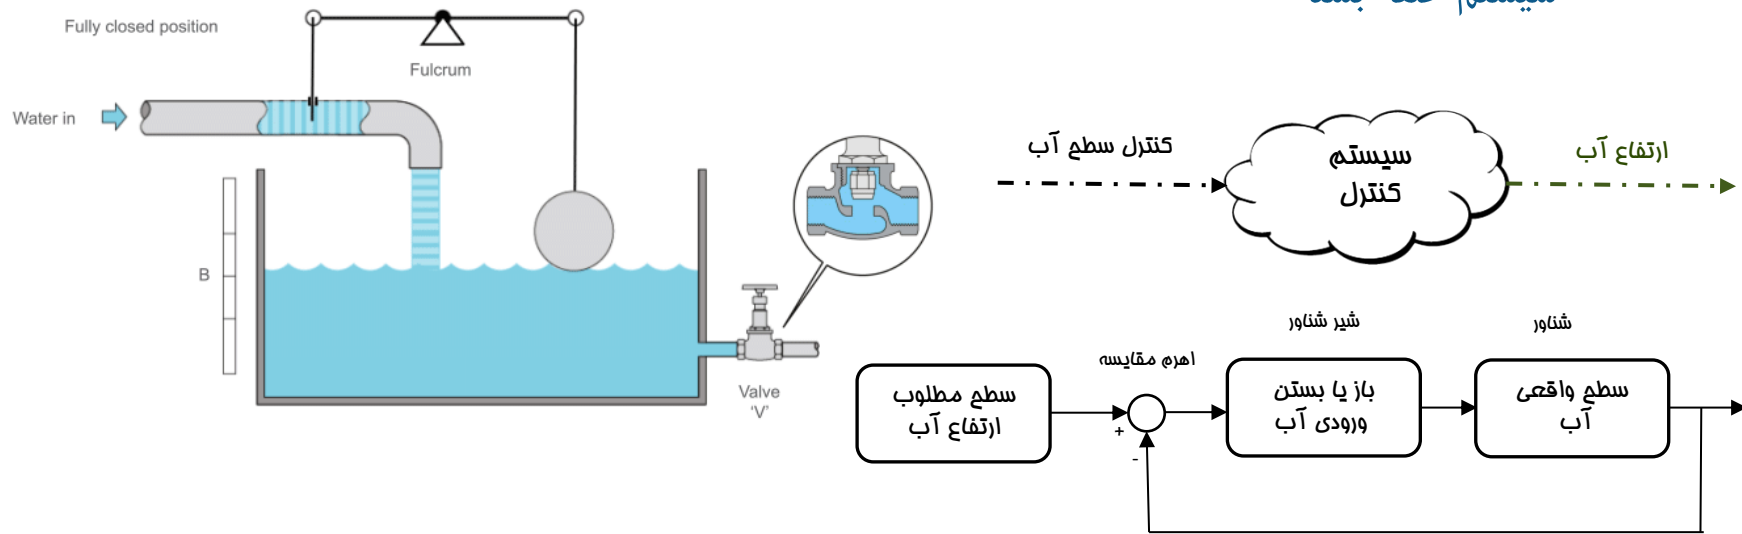 Fully closed position
Fulcrum
Water in
B
Valve
'V'
کنترل سطح آب
سیستم
کنترل
ارتفاع آب
شیر شناور
شناور
اهرم مقایسه
سطح مطلوب
ارتفاع آب
+
-
باز یا بستن
ورودی آب
سطح واقعی
آب